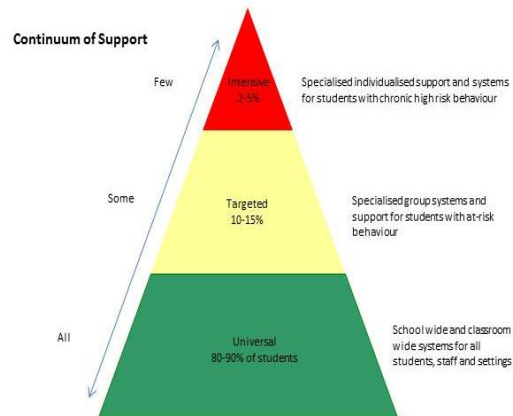 Continuum of Support
Few
Intensive
2-5%
Specialised individualised support and systems
for students with chronic high risk behaviour
Some
Targeted
10-15%
Specialised group systems and
support for students with at-risk
behaviour
All
Universal
80-90% of students
School wide and classroom
wide systems for all
students, staff and settings